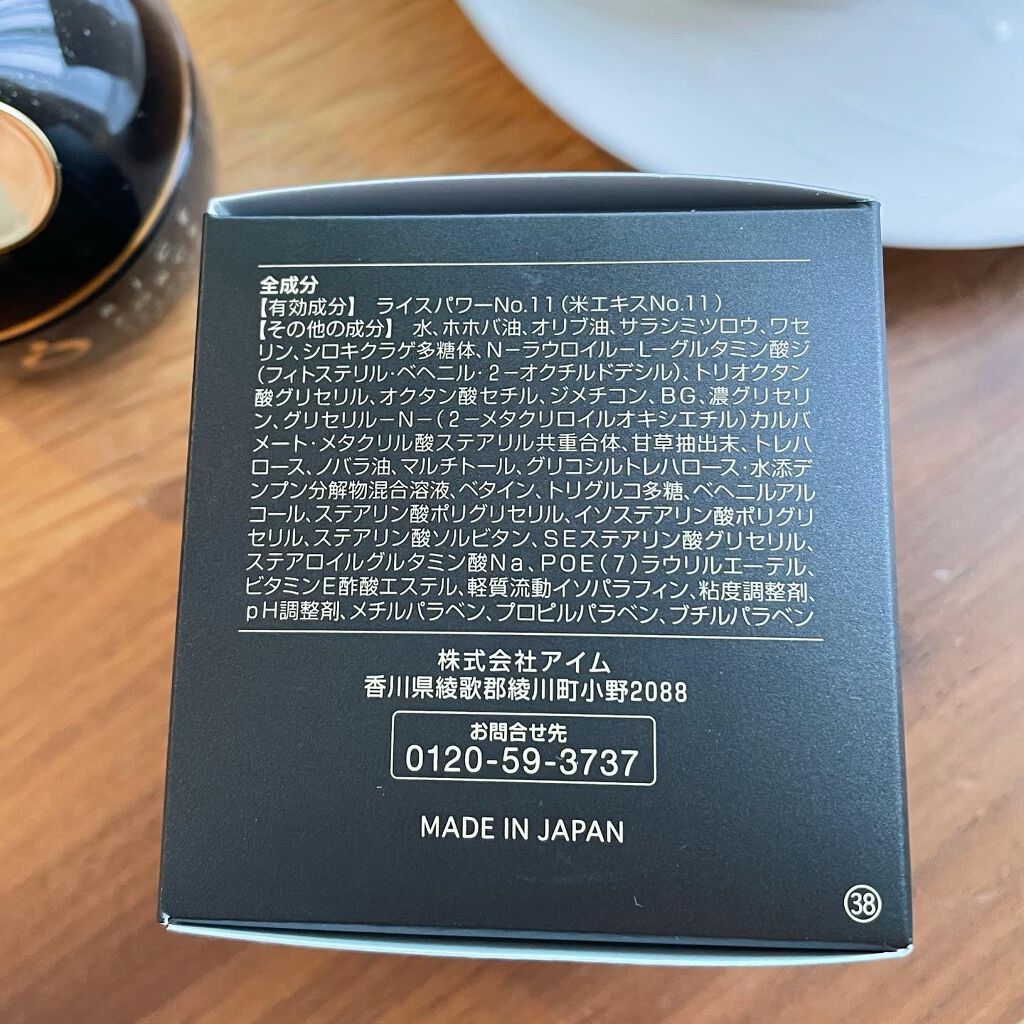 全成分
【有効成分】 ライスパワーNo.11(米エキスNo.11)
【その他の成分】 水、ホホバ油、オリブ油、サラシミツロウ、ワセ
リン、シロキクラゲ多糖体、N-ラウロイル-L-グルタミン酸ジ
(フィトステリル・ベヘニル・2-オクチルドデシル)、トリオクタン
酸グリセリル、オクタン酸セチル、ジメチコン、BG、濃グリセリ
ン、グリセリル-N-(2-メタクリロイルオキシエチル)カルバ
メート・メタクリル酸ステアリル共重合体、甘草抽出末、トレハ
ロース、ノバラ油、マルチトール、グリコシルトレハロース・水添デ
ンプン分解物混合溶液、ベタイン、トリグルコ多糖、ベヘニルアル
コール、ステアリン酸ポリグリセリル、イソステアリン酸ポリグリ
セリル、ステアリン酸ソルビタン、SEステアリン酸グリセリル、
ステアロイルグルタミン酸Na、POE(7)ラウリルエーテル、
ビタミンE酢酸エステル、軽質流動イソパラフィン、粘度調整剤、
pH調整剤、メチルパラベン、プロピルパラベン、ブチルパラベン
株式会社アイム
香川県綾歌郡綾川町小野2088
お問合せ先
0120-59-3737
MADE IN JAPAN
38